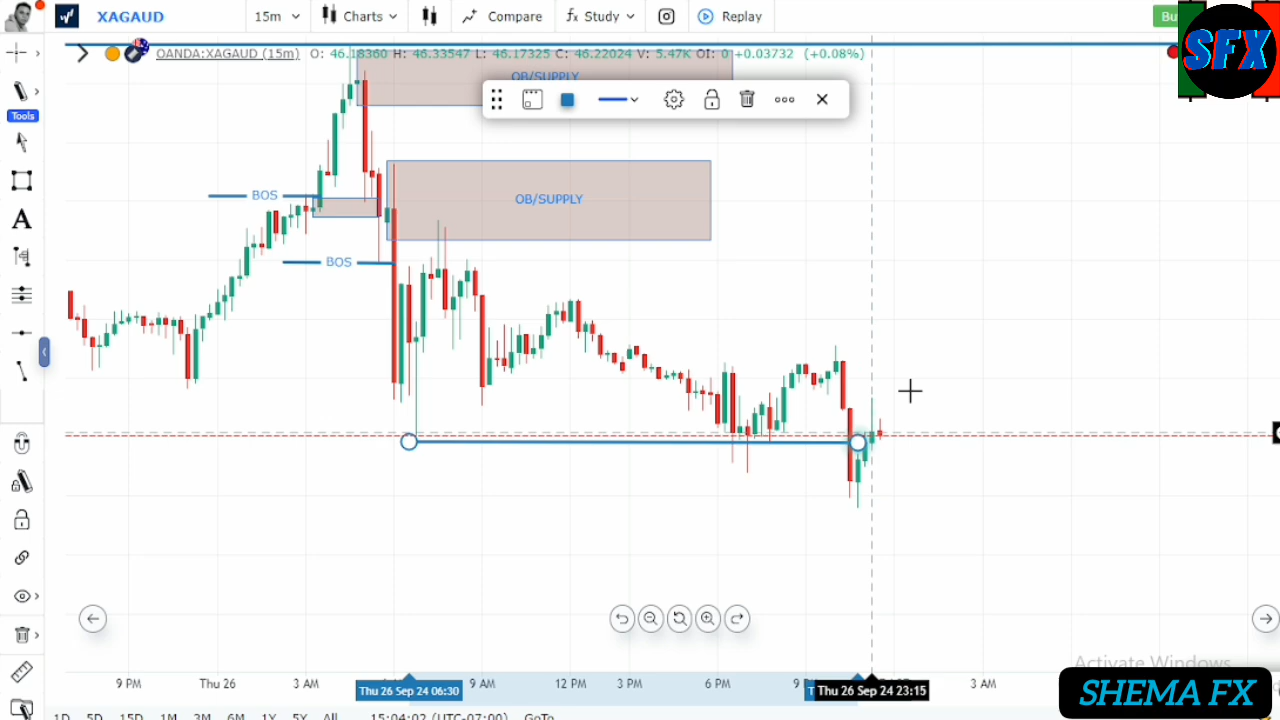 XAGAUD 15m Charts Compare fx Study Replay
SFX
OANDA:XAGAUD (15m) O: 46.18360 H: 46.33547 L: 46.17325 C: 46.22024 V: 5.47K OI: 0 +0.03732 (+0.08%)
OB/SUPPLY
Tools
BOS
OB/SUPPLY
BOS
A
Activate Windows
9 PM Thu 26 3 AM Thu 26 Sep 24 06:30 9 AM 12 PM 3 PM 6 PM Thu 26 Sep 24 23:15 3 AM
SHEMA FX
1D 5D 15D 1M 3M 6M 1Y 5Y All 15:04:02 (UTC-07:00) GoTo